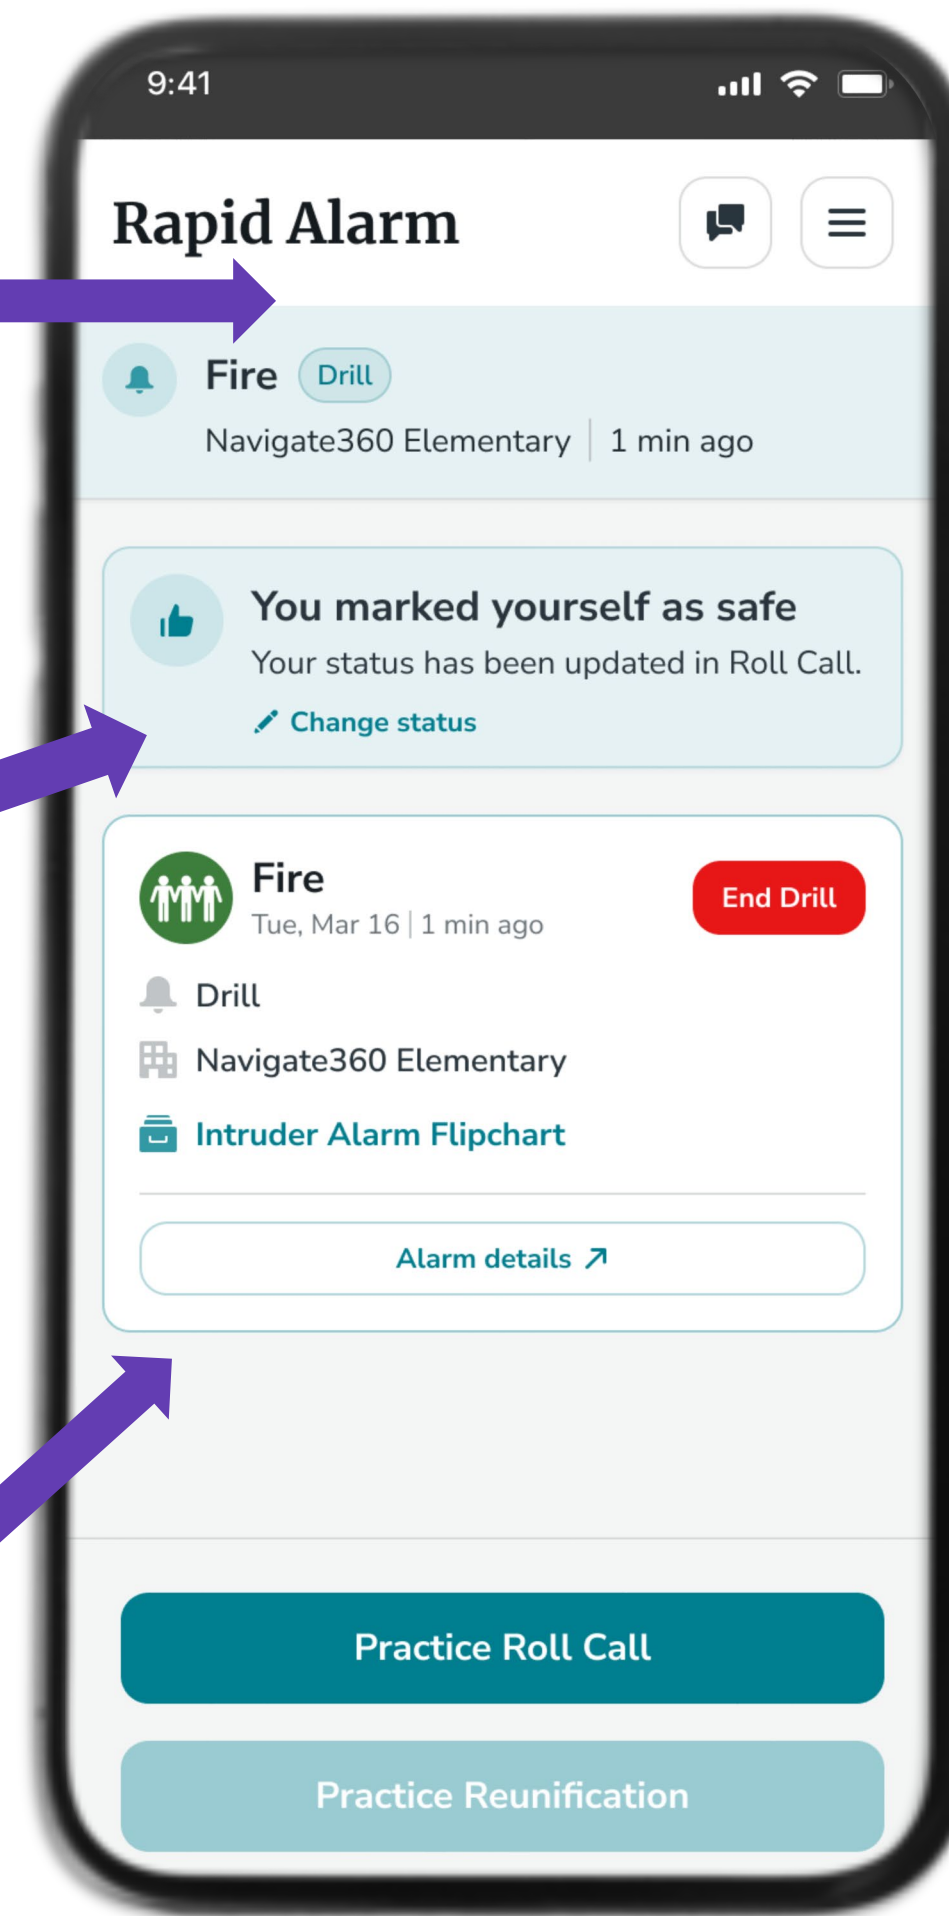 9:41
Rapid Alarm
Fire Drill
Navigate360 Elementary | 1 min ago
You marked yourself as safe
Your status has been updated in Roll Call.
Change status
Fire
End Drill
Tue, Mar 16 | 1 min ago
Drill
Navigate360 Elementary
Intruder Alarm Flipchart
Alarm details
Practice Roll Call
Practice Reunification